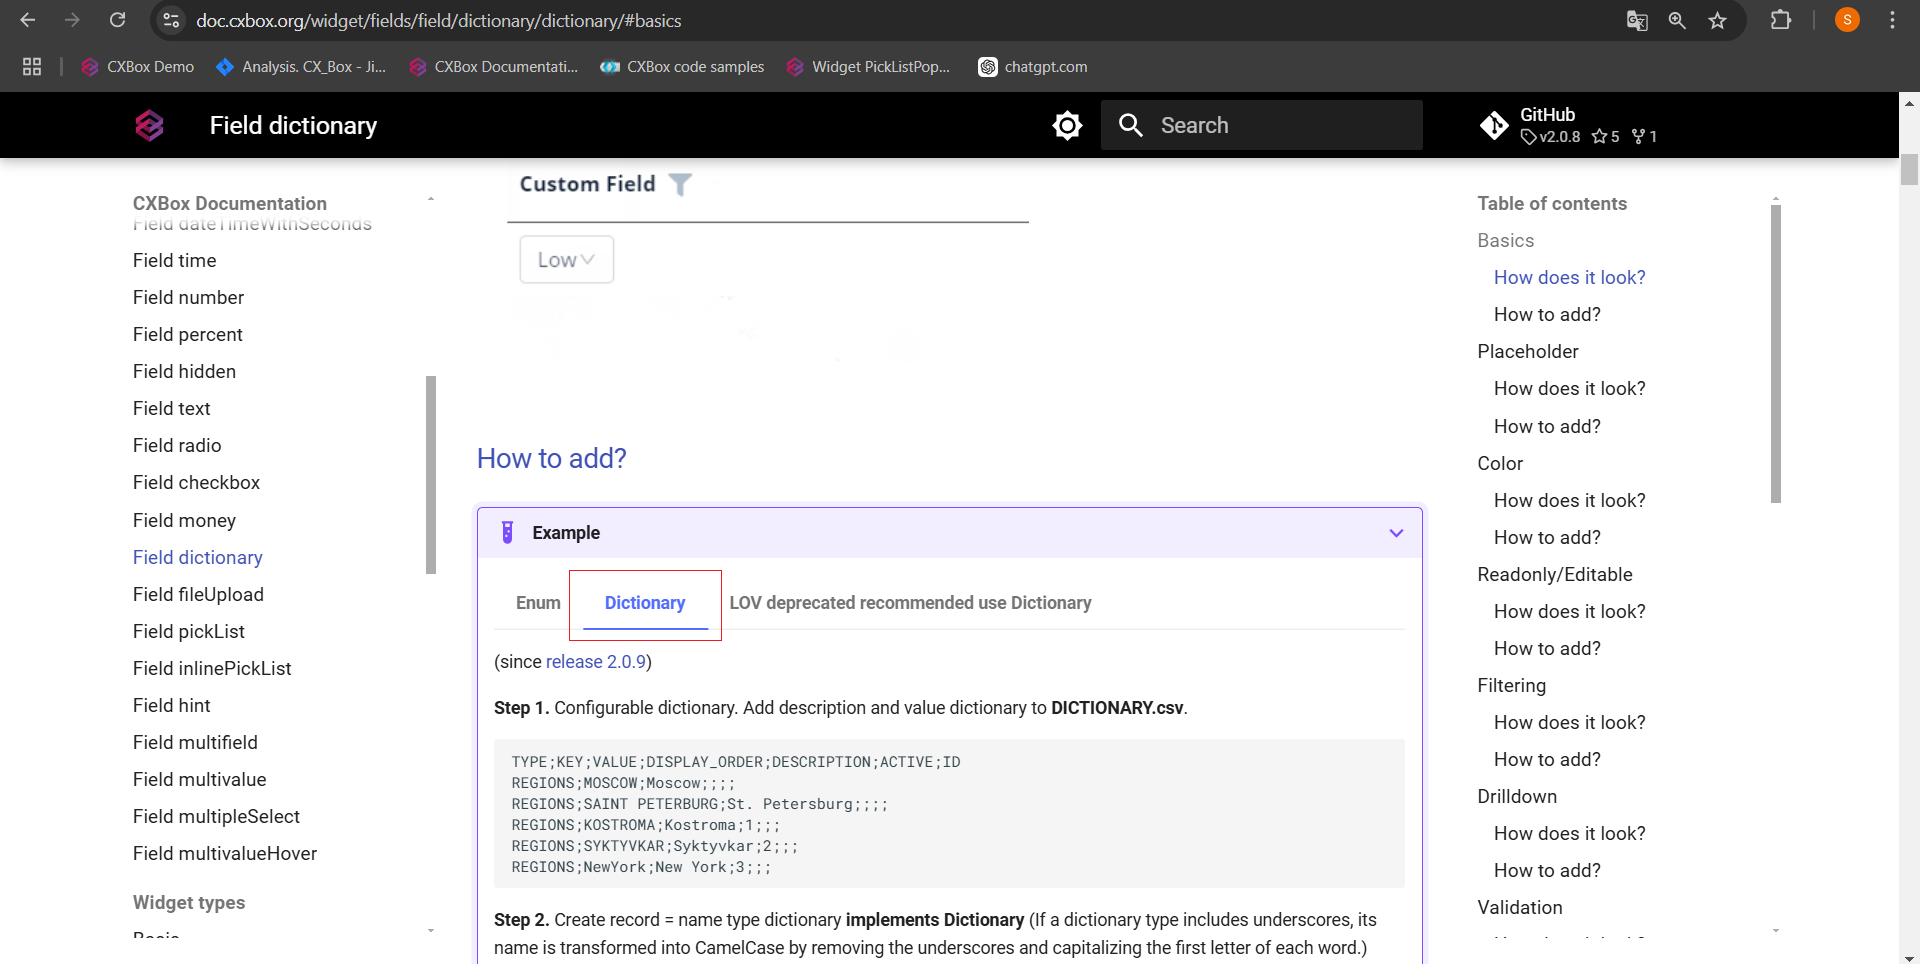 doc.cxbox.org/widget/fields/field/dictionary/dictionary/#basics
S
CXBox Demo
Analysis. CX_Box - Ji...
CXBox Documentati...
CXBox code samples
Widget PickListPop...
chatgpt.com
Field dictionary
Search
GitHub
v2.0.8 5 1
CXBox Documentation
Field dateTimeWithSeconds
Field time
Field number
Field percent
Field hidden
Field text
Field radio
Field checkbox
Field money
Field dictionary
Field fileUpload
Field pickList
Field inlinePickList
Field hint
Field multifield
Field multivalue
Field multipleSelect
Field multivalueHover
Widget types
Basic
Custom Field
Low
How to add?
Example
Enum
Dictionary
LOV deprecated recommended use Dictionary
(since release 2.0.9)
Step 1. Configurable dictionary. Add description and value dictionary to DICTIONARY.csv.
TYPE;KEY;VALUE;DISPLAY_ORDER;DESCRIPTION;ACTIVE;ID
REGIONS;MOSCOW;Moscow;;;;
REGIONS;SAINT PETERBURG;St. Petersburg;;;;
REGIONS;KOSTROMA;Kostroma;1;;;
REGIONS;SYKTYVKAR;Syktyvkar;2;;;
REGIONS;NewYork;New York;3;;;
Step 2. Create record = name type dictionary implements Dictionary (If a dictionary type includes underscores, its
name is transformed into CamelCase by removing the underscores and capitalizing the first letter of each word.)
Table of contents
Basics
How does it look?
How to add?
Placeholder
How does it look?
How to add?
Color
How does it look?
How to add?
Readonly/Editable
How does it look?
How to add?
Filtering
How does it look?
How to add?
Drilldown
How does it look?
How to add?
Validation